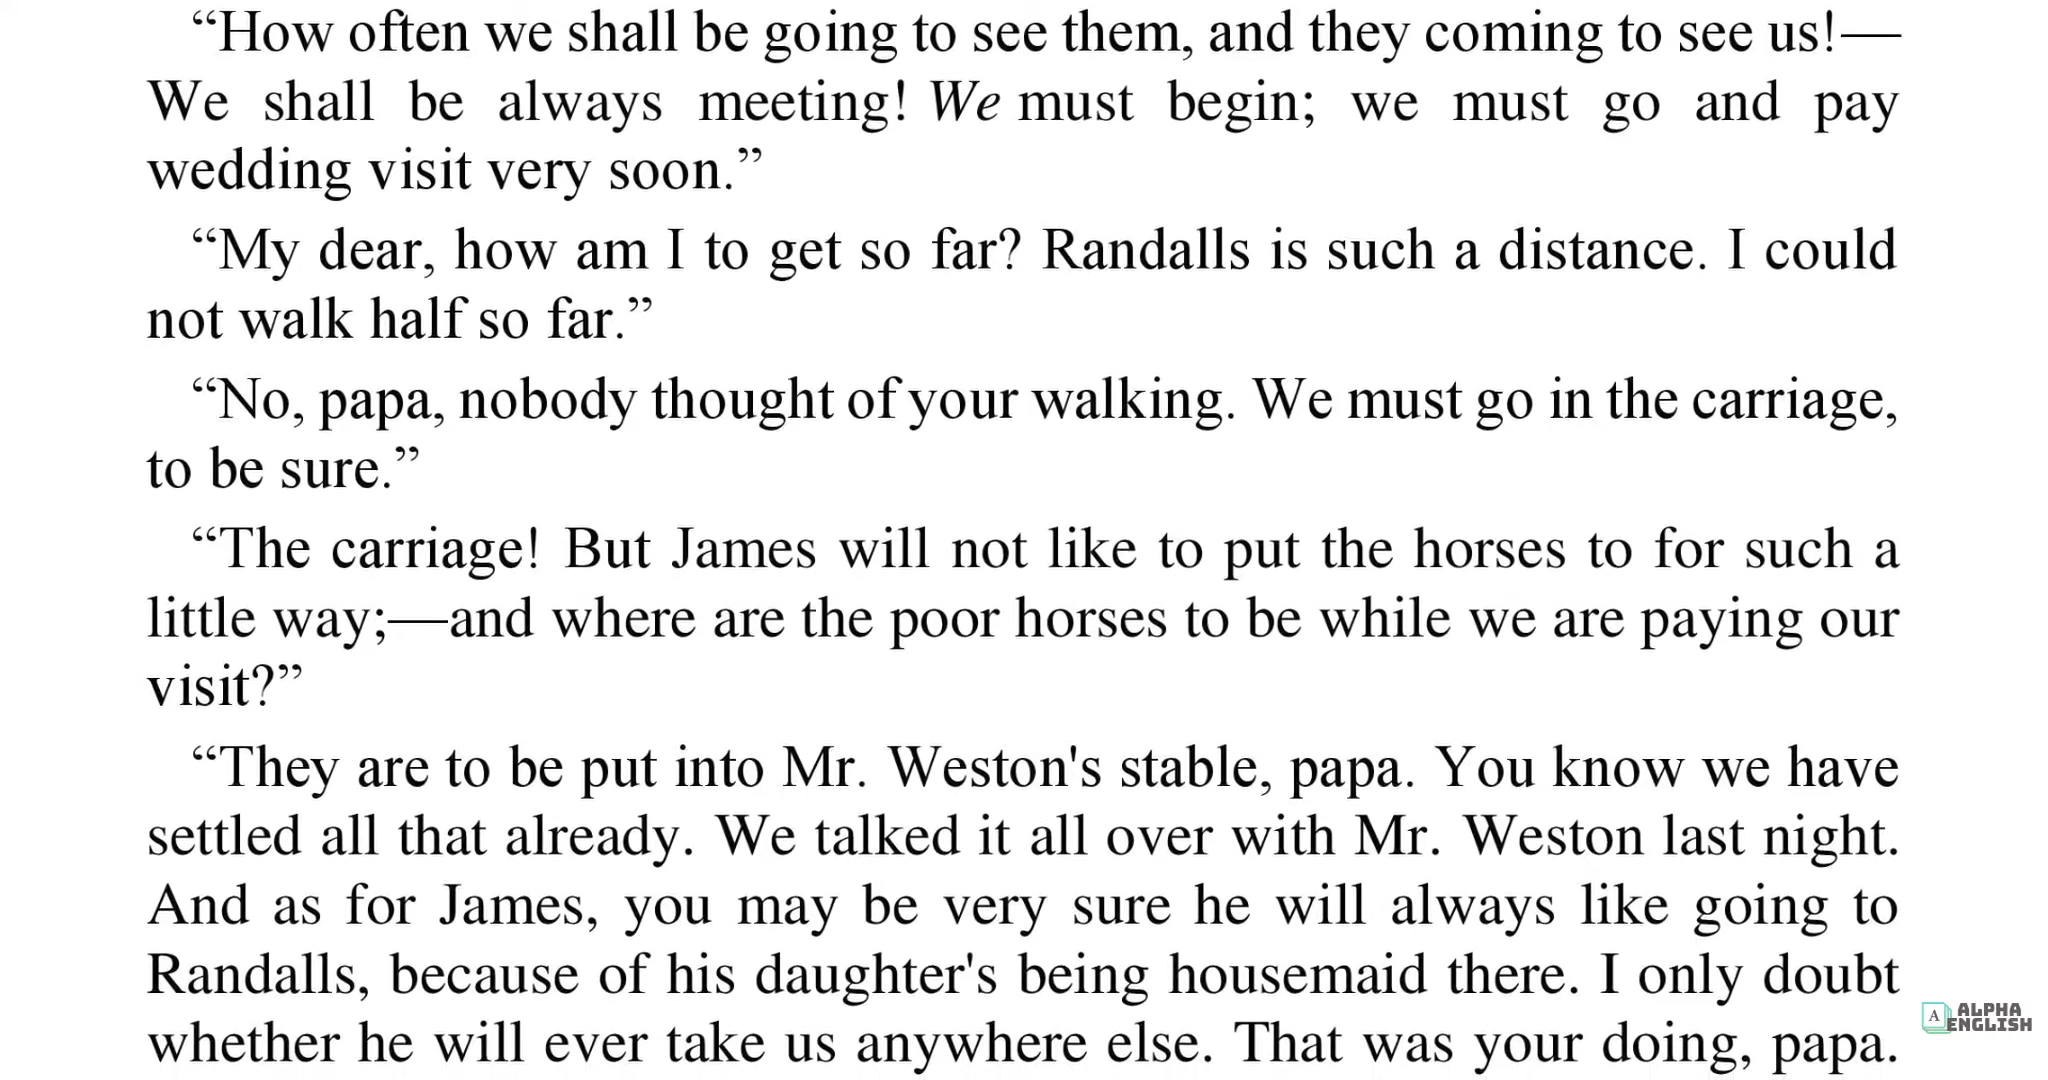 “How often we shall be going to see them, and they coming to see us!—
We shall be always meeting! We must begin; we must go and pay
wedding visit very soon.”
“My dear, how am I to get so far? Randalls is such a distance. I could
not walk half so far.”
“No, papa, nobody thought of your walking. We must go in the carriage,
to be sure.”
“The carriage! But James will not like to put the horses to for such a
little way;—and where are the poor horses to be while we are paying our
visit?”
“They are to be put into Mr. Weston's stable, papa. You know we have
settled all that already. We talked it all over with Mr. Weston last night.
And as for James, you may be very sure he will always like going to
Randalls, because of his daughter's being housemaid there. I only doubt
whether he will ever take us anywhere else. That was your doing, papa.
A ALPHA
ENGLISH